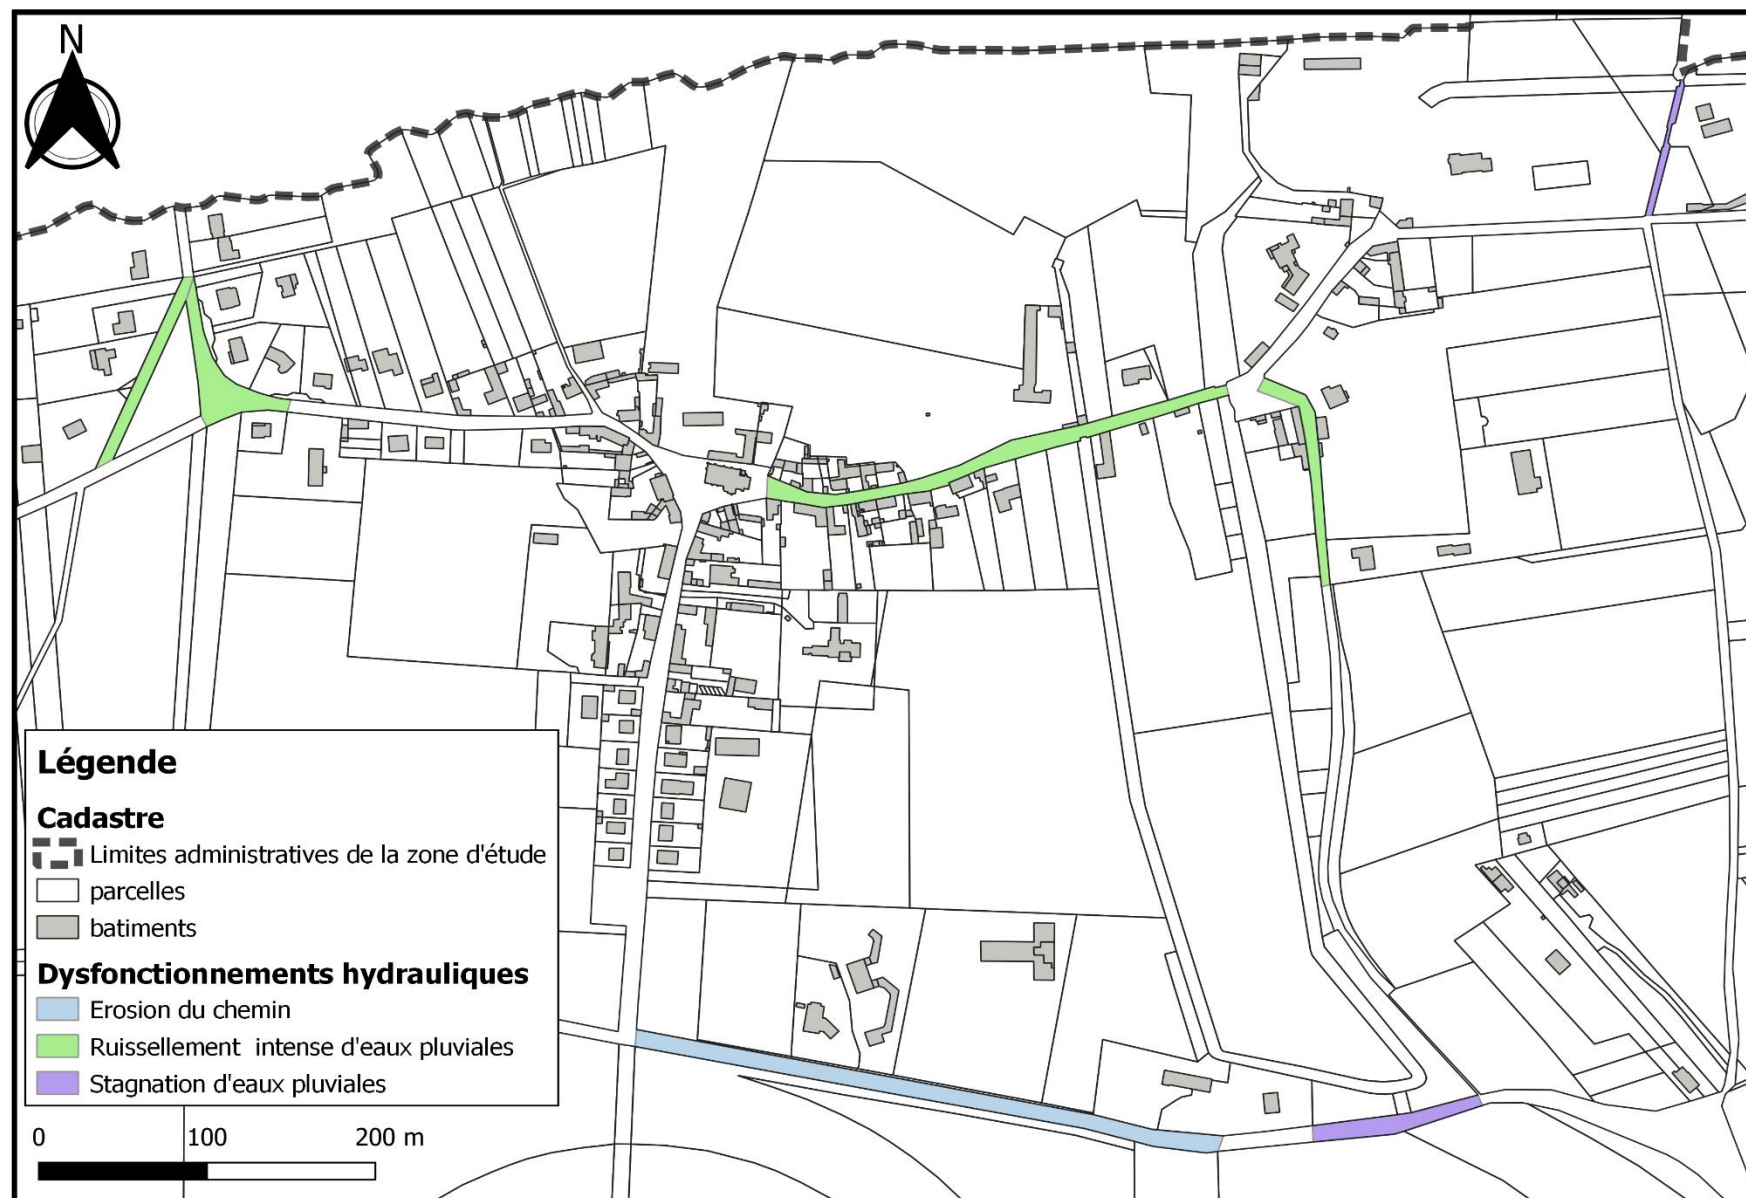 N
Légende
Cadastre
Limites administratives de la zone d'étude
parcelles
batiments
Dysfonctionnements hydrauliques
Erosion du chemin
Ruissellement intense d'eaux pluviales
Stagnation d'eaux pluviales
0 100 200 m